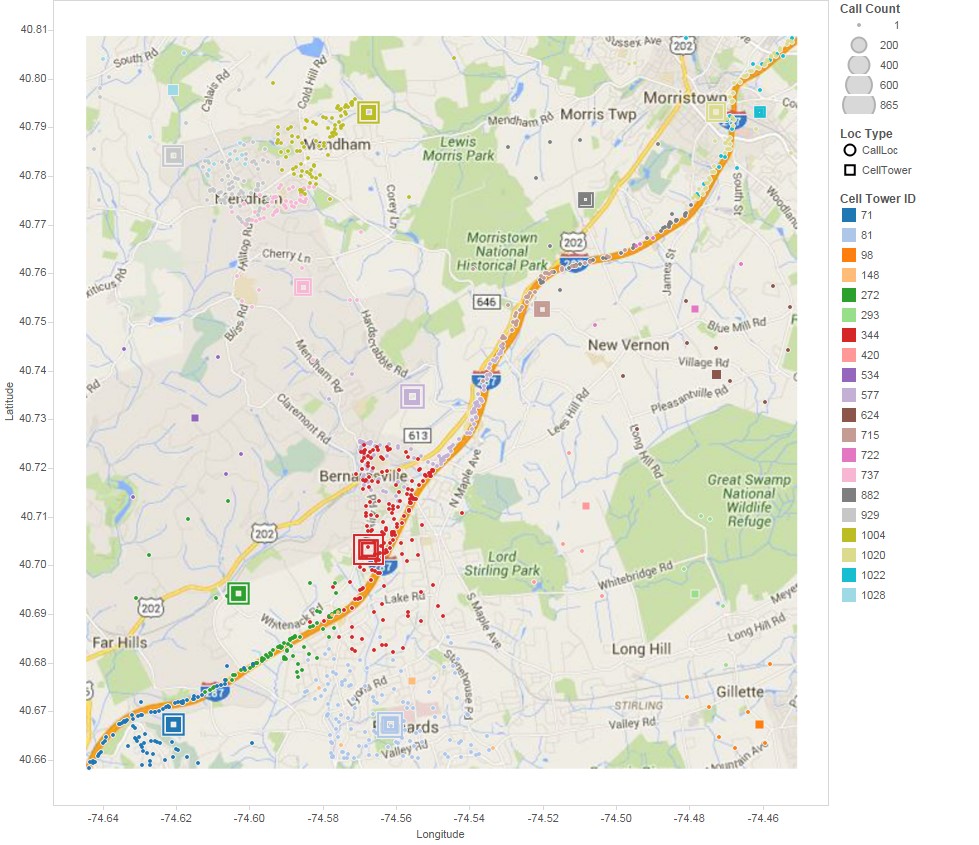 Call Count
1
200
400
600
865
Loc Type
CallLoc
CellTower
Cell Tower ID
71
81
98
148
272
293
344
420
534
577
624
715
722
737
882
929
1004
1020
1022
1028
Latitude
40.81
40.80
40.79
40.78
40.77
40.76
40.75
40.74
40.73
40.72
40.71
40.70
40.69
40.68
40.67
40.66
-74.64
-74.62
-74.60
-74.58
-74.56
-74.54
-74.52
-74.50
-74.48
-74.46
Longitude
South Rd
Calais Rd
Cold Hill Rd
Sussex Ave
202
Morristown
Mendham Rd
Morris Twp
Lewis
Morris Park
Corey Ln
South St
Hilltop Rd
Cherry Ln
Morristown
National
Historical Park
202
James St
646
Bliss Rd
Hardscrabble Rd
Mendham Rd
New Vernon
Blue Mill Rd
Village Rd
Pleasantville Rd
Claremont Rd
Lees Hill Rd
613
Long Hill Rd
N Maple Ave
Great Swamp
National
Wildlife
Refuge
202
Lord
Stirling Park
Whitebridge Rd
202
Lake Rd
S Maple Ave
Whitenack Rd
Far Hills
Long Hill
Long Hill Rd
Stonehouse Rd
Lyons Rd
Gillette
STIRLING
Valley Rd
Valley Rd
Mountain Ave